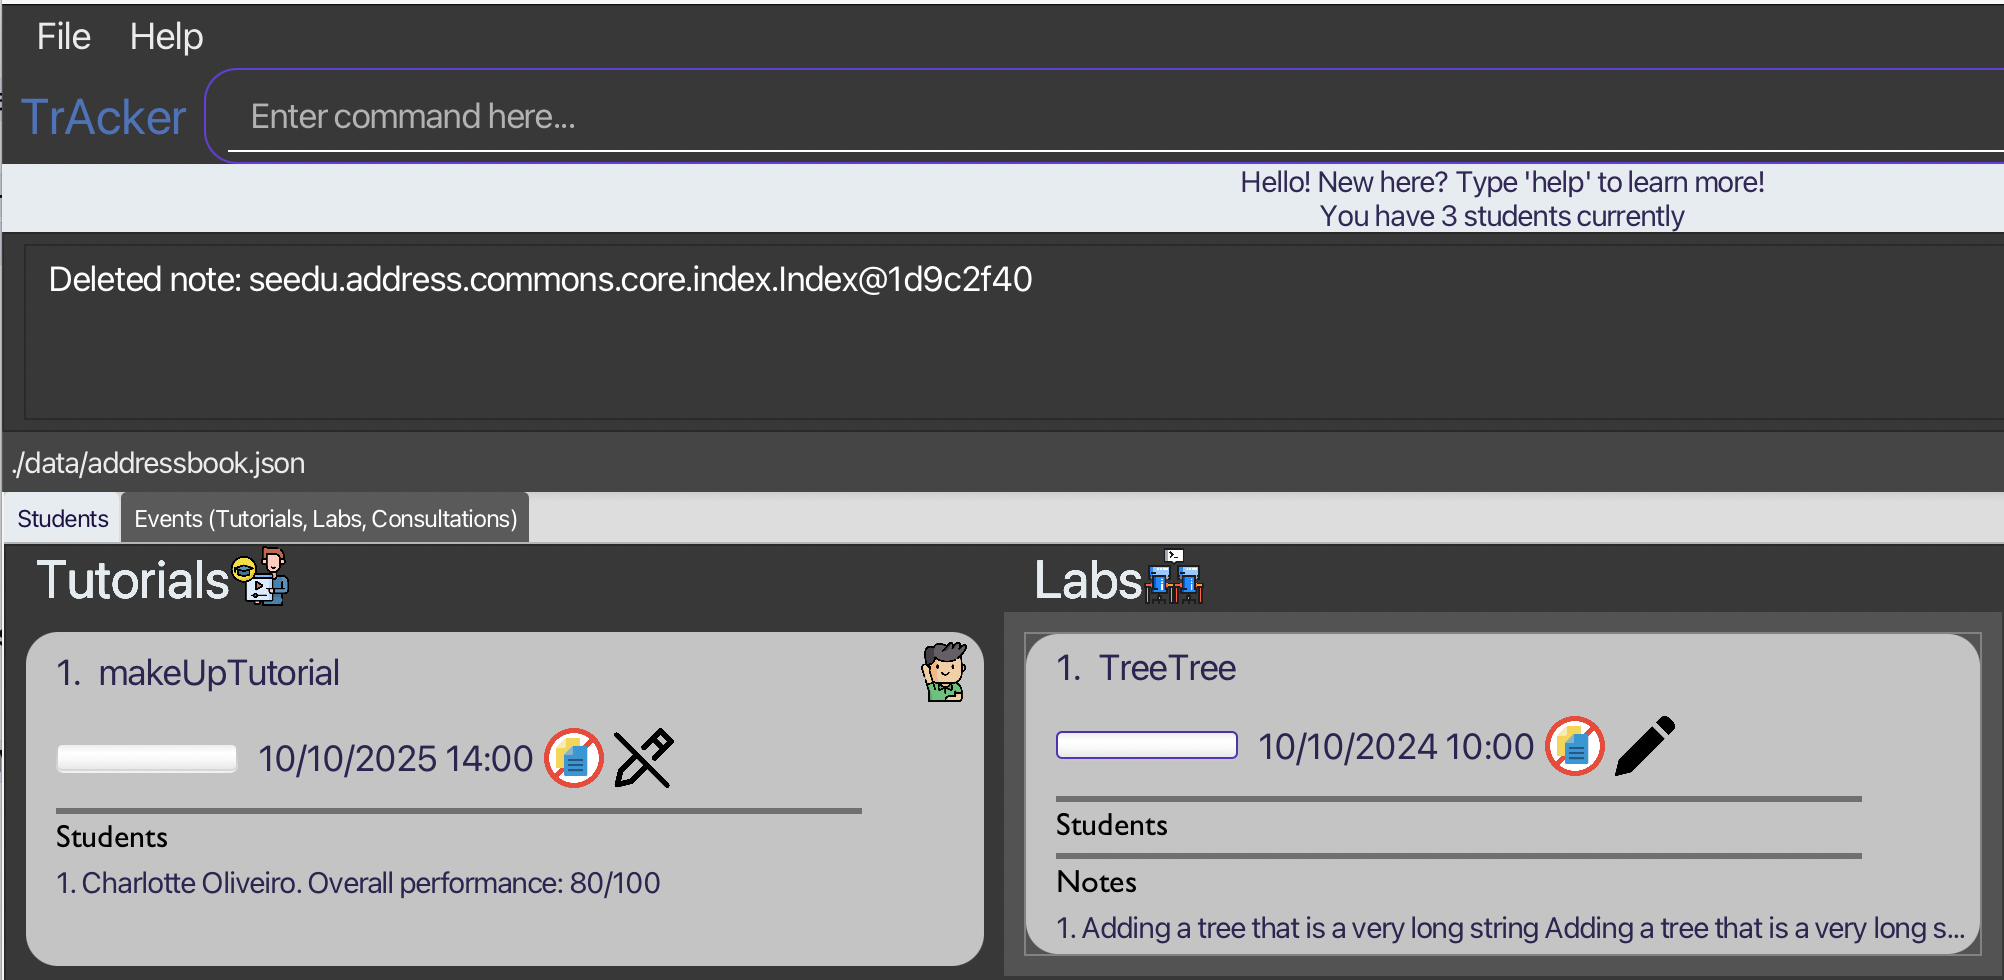 File Help
TrAcker Enter command here...
Hello! New here? Type 'help' to learn more!
You have 3 students currently
Deleted note: seedu.address.commons.core.index.Index@1d9c2f40
./data/addressbook.json
Students Events (Tutorials, Labs, Consultations)
Tutorials
1. makeUpTutorial
10/10/2025 14:00
Students
1. Charlotte Oliveiro. Overall performance: 80/100
Labs
1. TreeTree
10/10/2024 10:00
Students
Notes
1. Adding a tree that is a very long string Adding a tree that is a very long s...